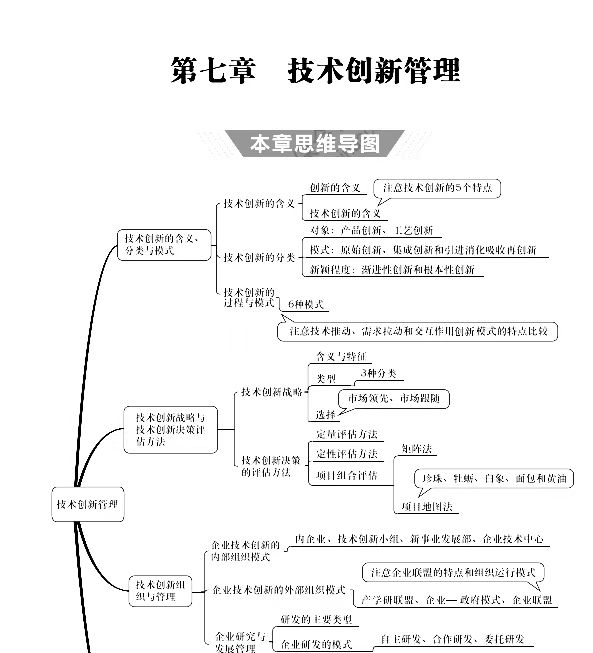 第七章 技术创新管理
本章思维导图
创新的含义
注意技术创新的5个特点
技术创新的含义
技术创新的含义
对象：产品创新、工艺创新
技术创新的含义、
分类与模式
技术创新的分类
模式：原始创新、集成创新和引进消化吸收再创新
新颖程度：渐进性创新和根本性创新
技术创新的
过程与模式
6种模式
注意技术推动、需求拉动和交互作用创新模式的特点比较
含义与特征
类型
3种分类
技术创新战略
市场领先、市场跟随
选择
技术创新战略与
技术创新决策评
估方法
定量评估方法
定性评估方法
矩阵法
技术创新决策
的评估方法
项目组合评估
珍珠、牡蛎、白象、面包和黄油
项目地图法
技术创新管理
企业技术创新的
内部组织模式
内企业、技术创新小组、新事业发展部、企业技术中心
注意企业联盟的特点和组织运行模式
技术创新组
织与管理
企业技术创新的外部组织模式
产学研联盟、企业—政府模式、企业联盟
研发的主要类型
企业研究与
发展管理
企业研发的模式
自主研发、合作研发、委托研发